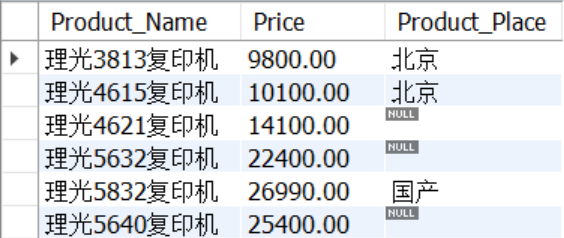 Product_Name Price Product_Place
理光3813复印机 9800.00 北京
理光4615复印机 10100.00 北京
理光4621复印机 14100.00 NULL
理光5632复印机 22400.00 NULL
理光5832复印机 26990.00 国产
理光5640复印机 25400.00 NULL